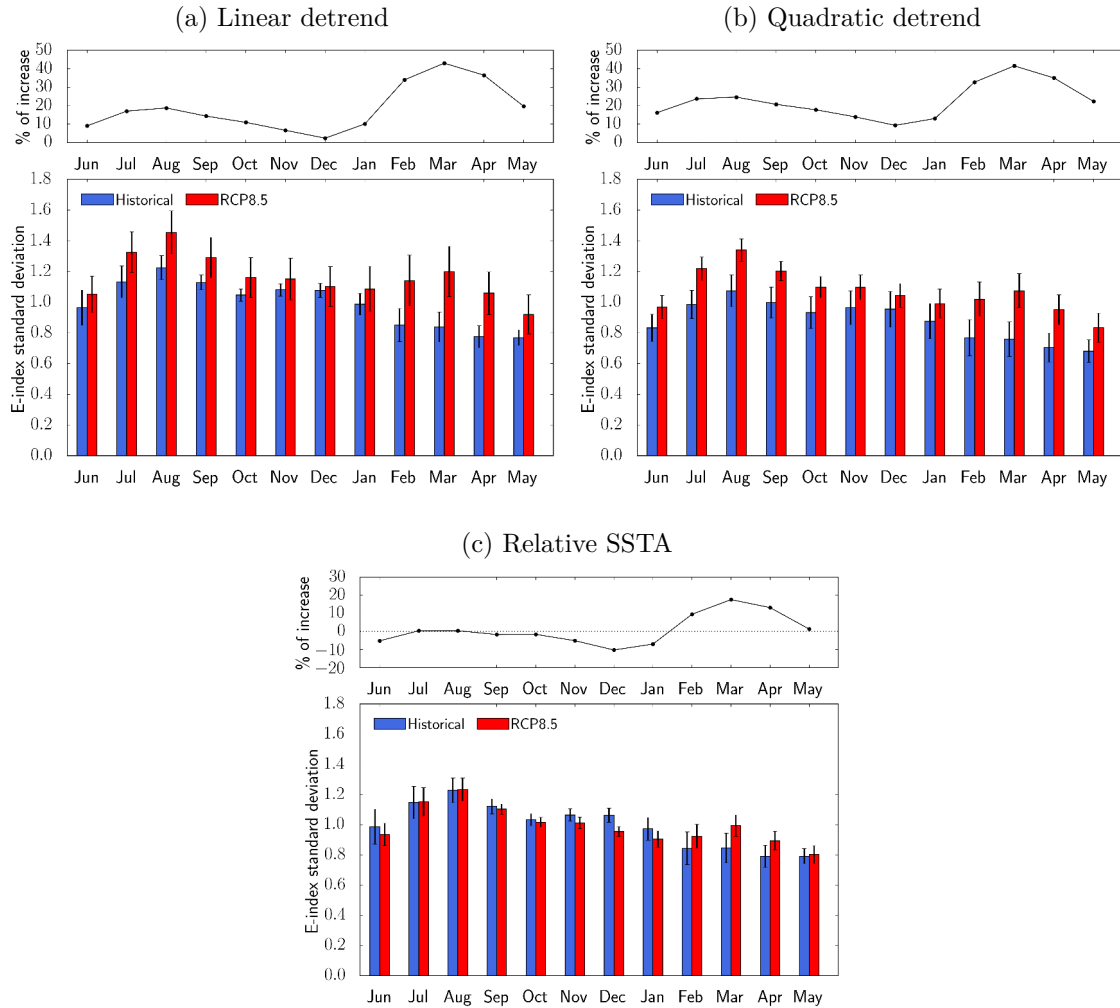 (a) Linear detrend
% of increase
50
40
30
20
10
0
Jun Jul Aug Sep Oct Nov Dec Jan Feb Mar Apr May
E-index standard deviation
1.8
1.6
1.4
1.2
1.0
0.8
0.6
0.4
0.2
0.0
Historical RCP8.5
Jun Jul Aug Sep Oct Nov Dec Jan Feb Mar Apr May
(b) Quadratic detrend
% of increase
50
40
30
20
10
0
Jun Jul Aug Sep Oct Nov Dec Jan Feb Mar Apr May
E-index standard deviation
1.8
1.6
1.4
1.2
1.0
0.8
0.6
0.4
0.2
0.0
Historical RCP8.5
Jun Jul Aug Sep Oct Nov Dec Jan Feb Mar Apr May
(c) Relative SSTA
% of increase
30
20
10
0
−10
−20
Jun Jul Aug Sep Oct Nov Dec Jan Feb Mar Apr May
E-index standard deviation
1.8
1.6
1.4
1.2
1.0
0.8
0.6
0.4
0.2
0.0
Historical RCP8.5
Jun Jul Aug Sep Oct Nov Dec Jan Feb Mar Apr May